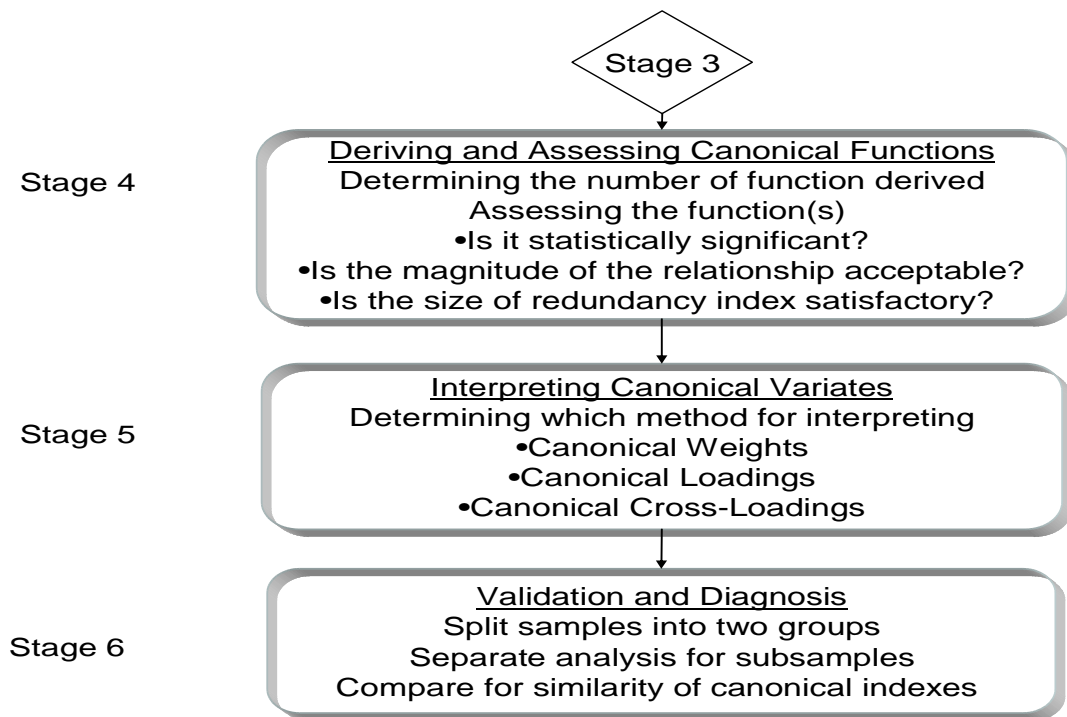 Stage 3
Stage 4
Deriving and Assessing Canonical Functions
Determining the number of function derived
Assessing the function(s)
•Is it statistically significant?
•Is the magnitude of the relationship acceptable?
•Is the size of redundancy index satisfactory?
Stage 5
Interpreting Canonical Variates
Determining which method for interpreting
•Canonical Weights
•Canonical Loadings
•Canonical Cross-Loadings
Stage 6
Validation and Diagnosis
Split samples into two groups
Separate analysis for subsamples
Compare for similarity of canonical indexes